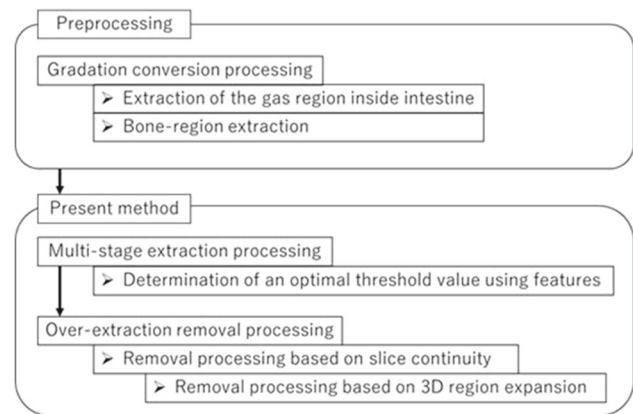 Preprocessing
Gradation conversion processing
➢ Extraction of the gas region inside intestine
➢ Bone-region extraction
Present method
Multi-stage extraction processing
➢ Determination of an optimal threshold value using features
Over-extraction removal processing
➢ Removal processing based on slice continuity
➢ Removal processing based on 3D region expansion